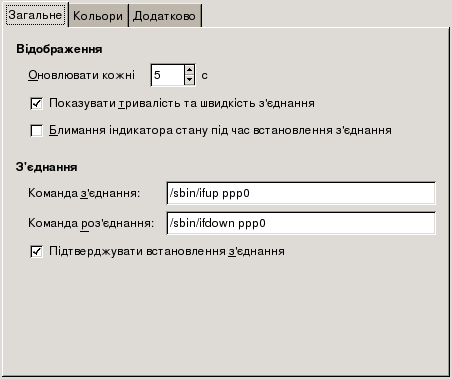 Загальне Кольори Додатково
Відображення
Оновлювати кожні 5 с
Показувати тривалість та швидкість з'єднання
Блимання індикатора стану під час встановлення з'єднання
З'єднання
Команда з'єднання: /sbin/ifup ppp0
Команда роз'єднання: /sbin/ifdown ppp0
Підтверджувати встановлення з'єднання